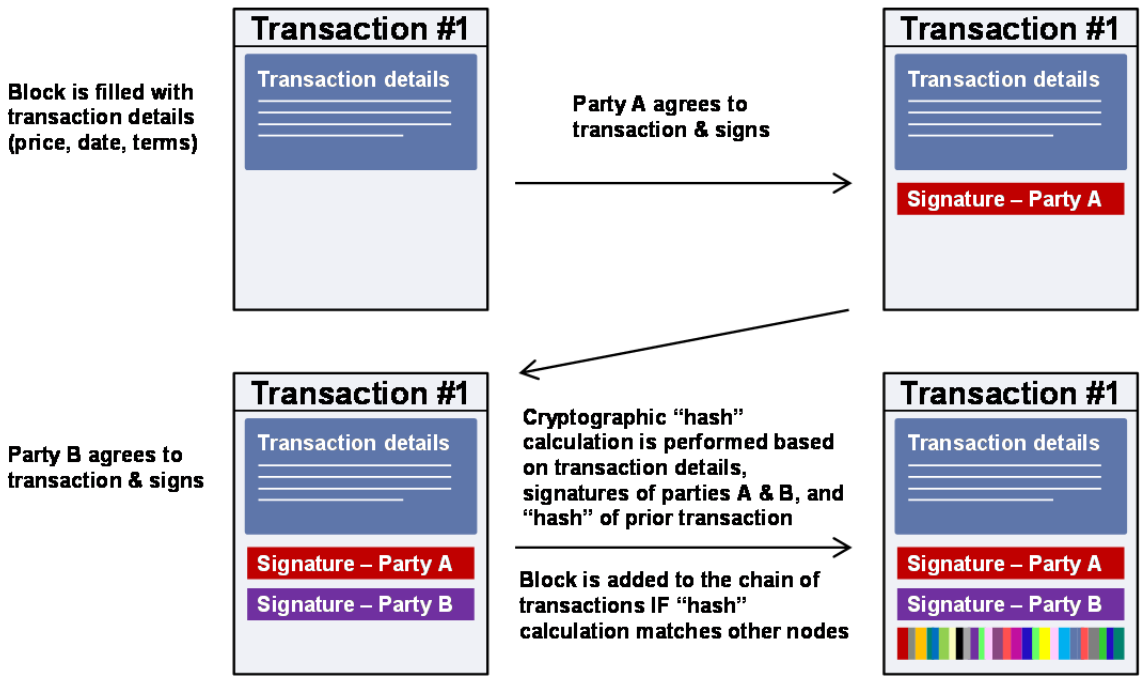 Transaction #1
Transaction details
Block is filled with
transaction details
(price, date, terms)
Party A agrees to
transaction & signs
Transaction #1
Transaction details
Signature – Party A
Transaction #1
Transaction details
Signature – Party A
Signature – Party B
Party B agrees to
transaction & signs
Cryptographic “hash”
calculation is performed based
on transaction details,
signatures of parties A & B, and
“hash” of prior transaction
Block is added to the chain of
transactions IF “hash”
calculation matches other nodes
Transaction #1
Transaction details
Signature – Party A
Signature – Party B